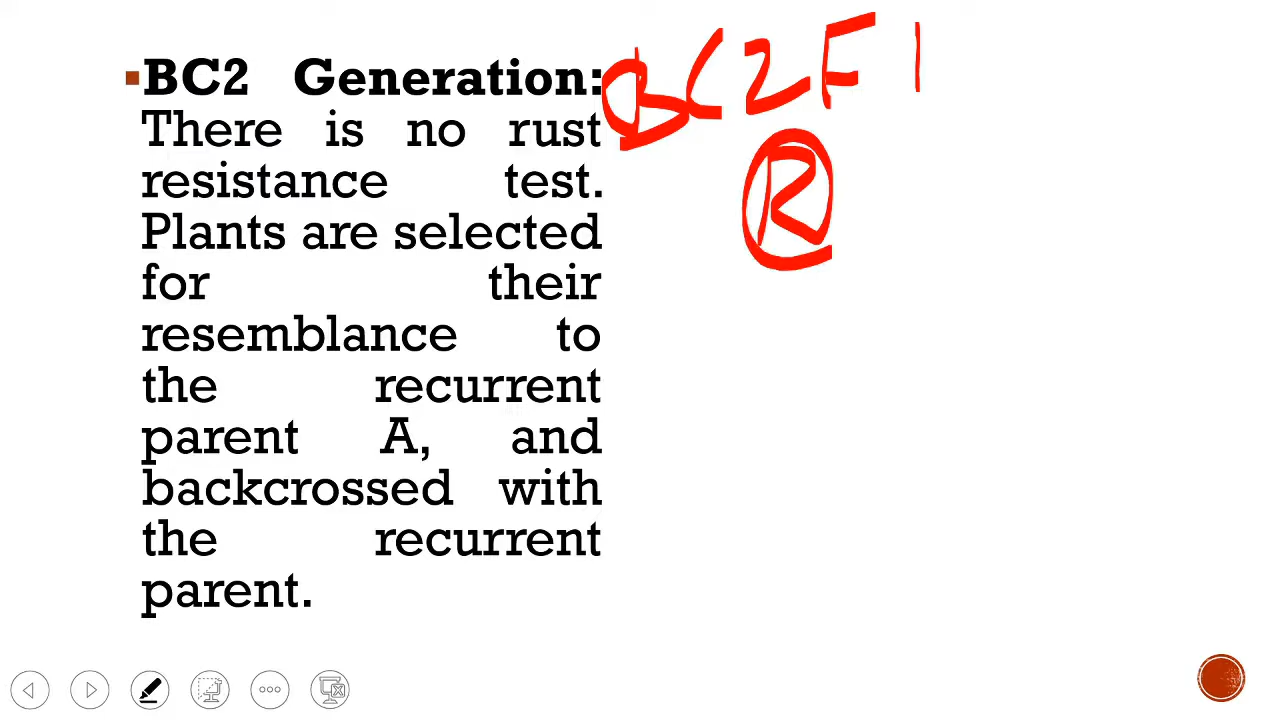 BC2 Generation:
There is no rust
resistance test.
Plants are selected
for their
resemblance to
the recurrent
parent A, and
backcrossed with
the recurrent
parent.
BC2F1
R